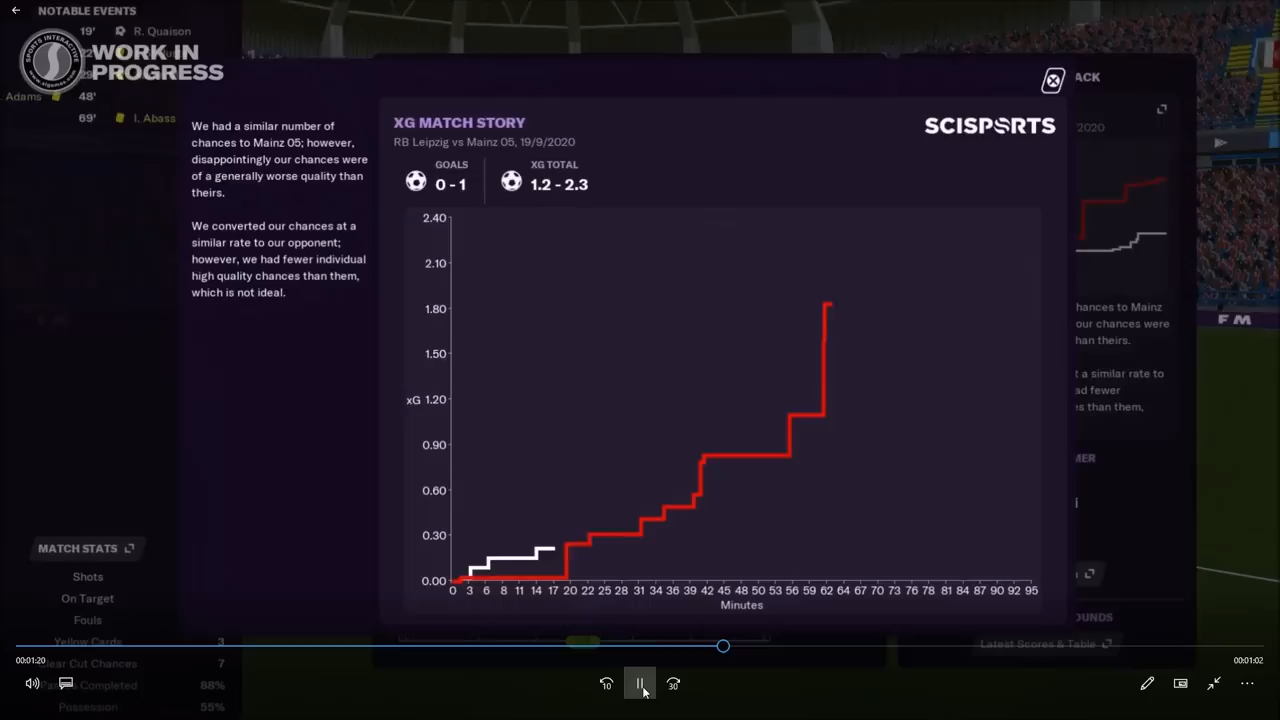 NOTABLE EVENTS
19' R. Quaison
WORK IN
PROGRESS
SPORTS INTERACTIVE
www.sigames.com
Adams 48'
69' I. Abass
ACK
2020
We had a similar number of
chances to Mainz 05; however,
disappointingly our chances were
of a generally worse quality than
theirs.
We converted our chances at a
similar rate to our opponent;
however, we had fewer individual
high quality chances than them,
which is not ideal.
XG MATCH STORY
RB Leipzig vs Mainz 05, 19/9/2020
SCISPORTS
GOALS
0 - 1
XG TOTAL
1.2 - 2.3
2.40
2.10
1.80
1.50
xG 1.20
0.90
0.60
0.30
0.00
0 3 6 8 11 14 17 20 22 25 28 31 34 36 39 42 45 48 50 53 56 59 62 64 67 70 73 76 78 81 84 87 90 92 95
Minutes
hances to Mainz
our chances were
han theirs.
t a similar rate to
ad fewer
es than them,
FM
MER
OUNDS
Latest Scores & Table
MATCH STATS
Shots
On Target
Fouls
Yellow Cards 3
Clear Cut Chances 7
Completed 88%
Possession 55%
00:01:20
00:01:02
10
30